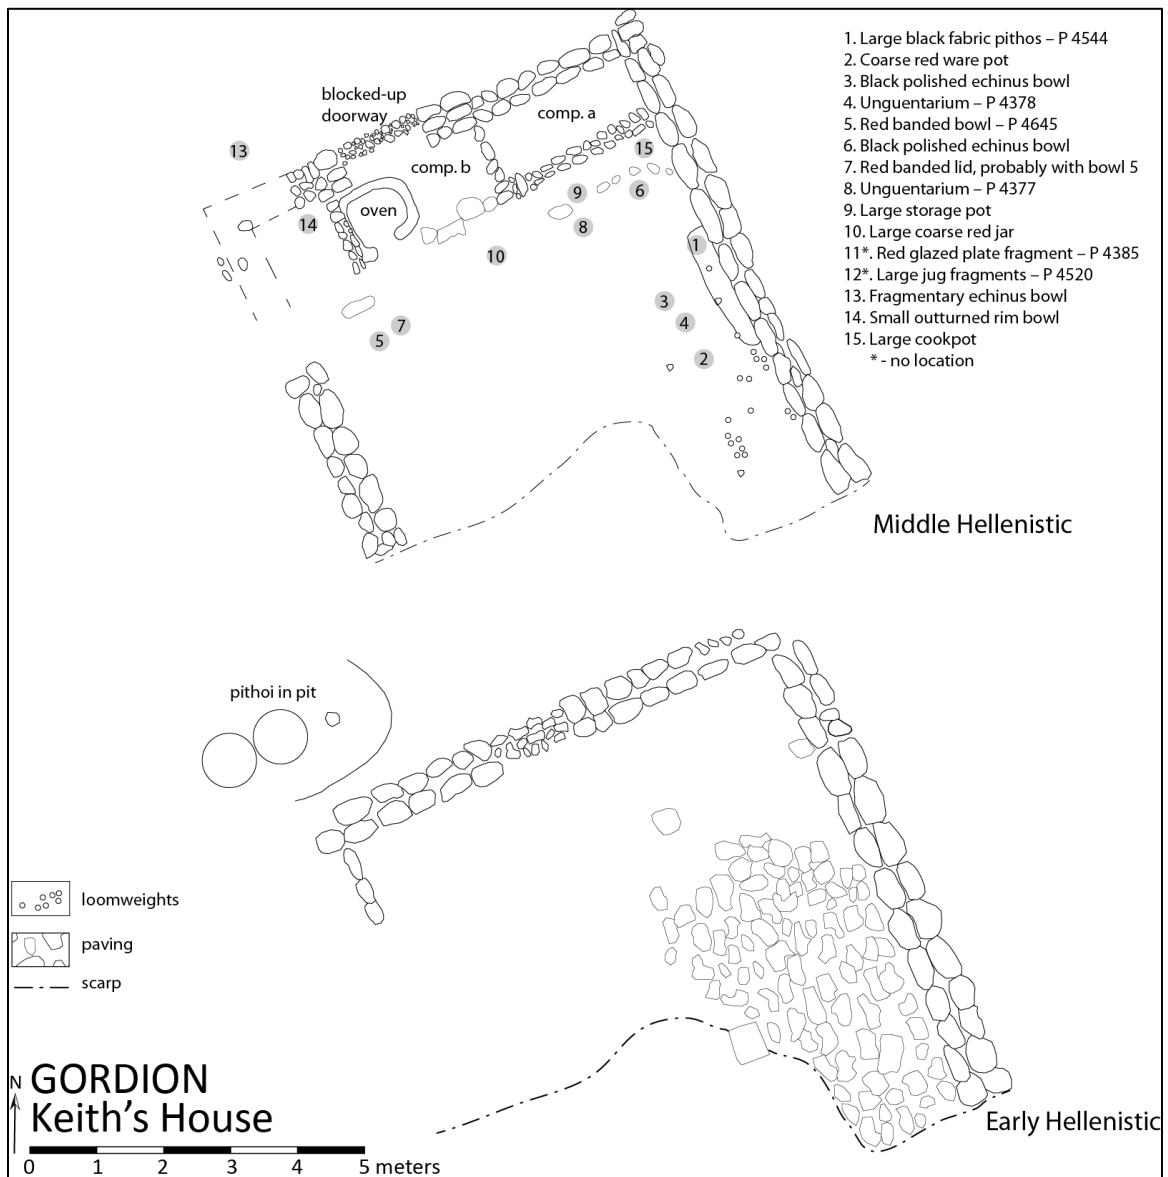 1. Large black fabric pithos – P 4544
2. Coarse red ware pot
3. Black polished echinus bowl
4. Unguentarium – P 4378
5. Red banded bowl – P 4645
6. Black polished echinus bowl
7. Red banded lid, probably with bowl 5
8. Unguentarium – P 4377
9. Large storage pot
10. Large coarse red jar
11*. Red glazed plate fragment – P 4385
12*. Large jug fragments – P 4520
13. Fragmentary echinus bowl
14. Small outturned rim bowl
15. Large cookpot
* - no location
blocked-up
doorway
comp. a
13
15
comp. b
9
6
oven
14
8
1
10
3
7
4
5
2
Middle Hellenistic
pithoi in pit
loomweights
paving
scarp
N
GORDION
Keith's House
Early Hellenistic
0 1 2 3 4 5 meters